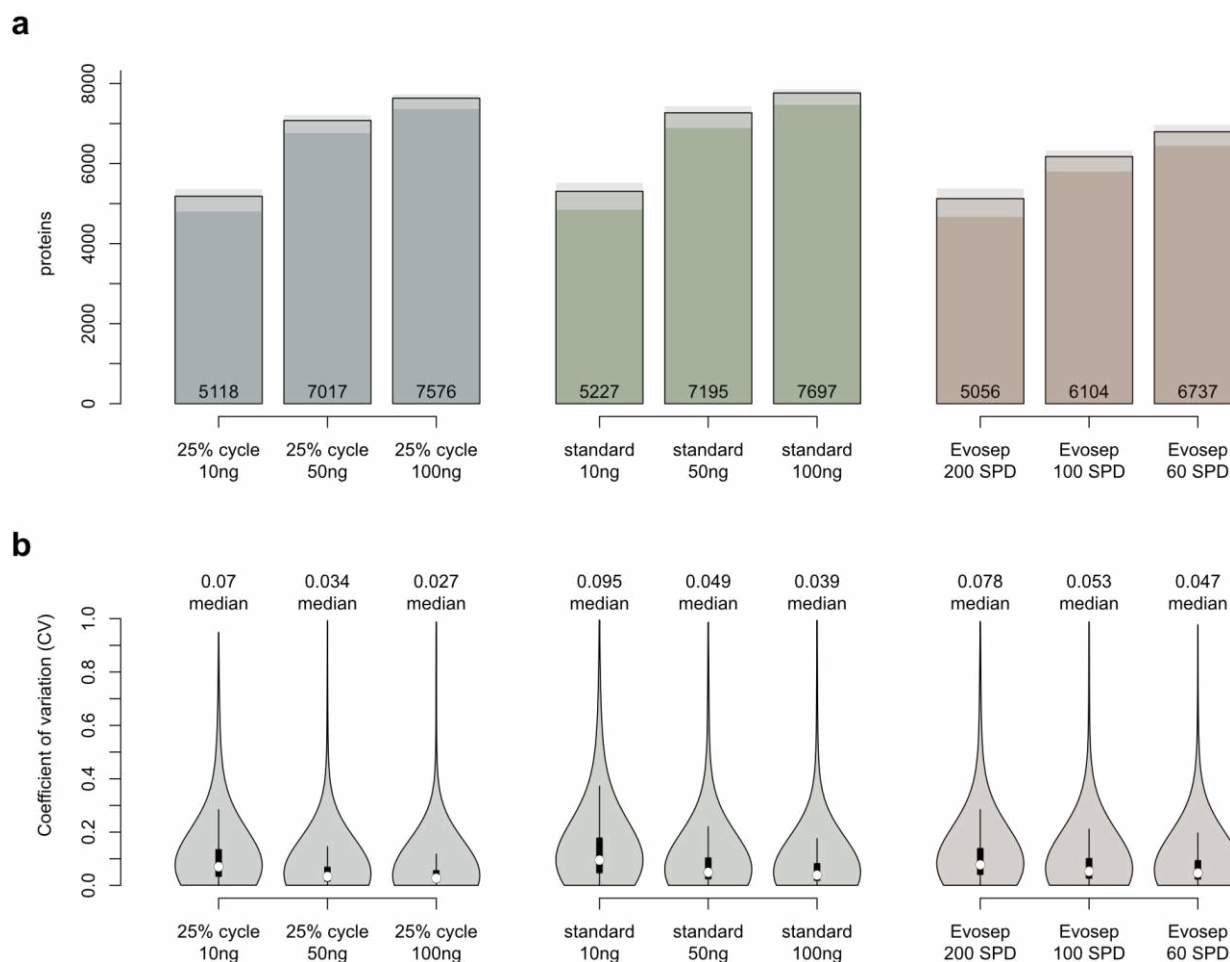 a
proteins
8000
6000
4000
2000
0
5118
7017
7576
5227
7195
7697
5056
6104
6737
25% cycle
10ng
25% cycle
50ng
25% cycle
100ng
standard
10ng
standard
50ng
standard
100ng
Evosep
200 SPD
Evosep
100 SPD
Evosep
60 SPD
b
0.07
median
0.034
median
0.027
median
0.095
median
0.049
median
0.039
median
0.078
median
0.053
median
0.047
median
Coefficient of variation (CV)
1.0
0.8
0.6
0.4
0.2
0.0
25% cycle
10ng
25% cycle
50ng
25% cycle
100ng
standard
10ng
standard
50ng
standard
100ng
Evosep
200 SPD
Evosep
100 SPD
Evosep
60 SPD